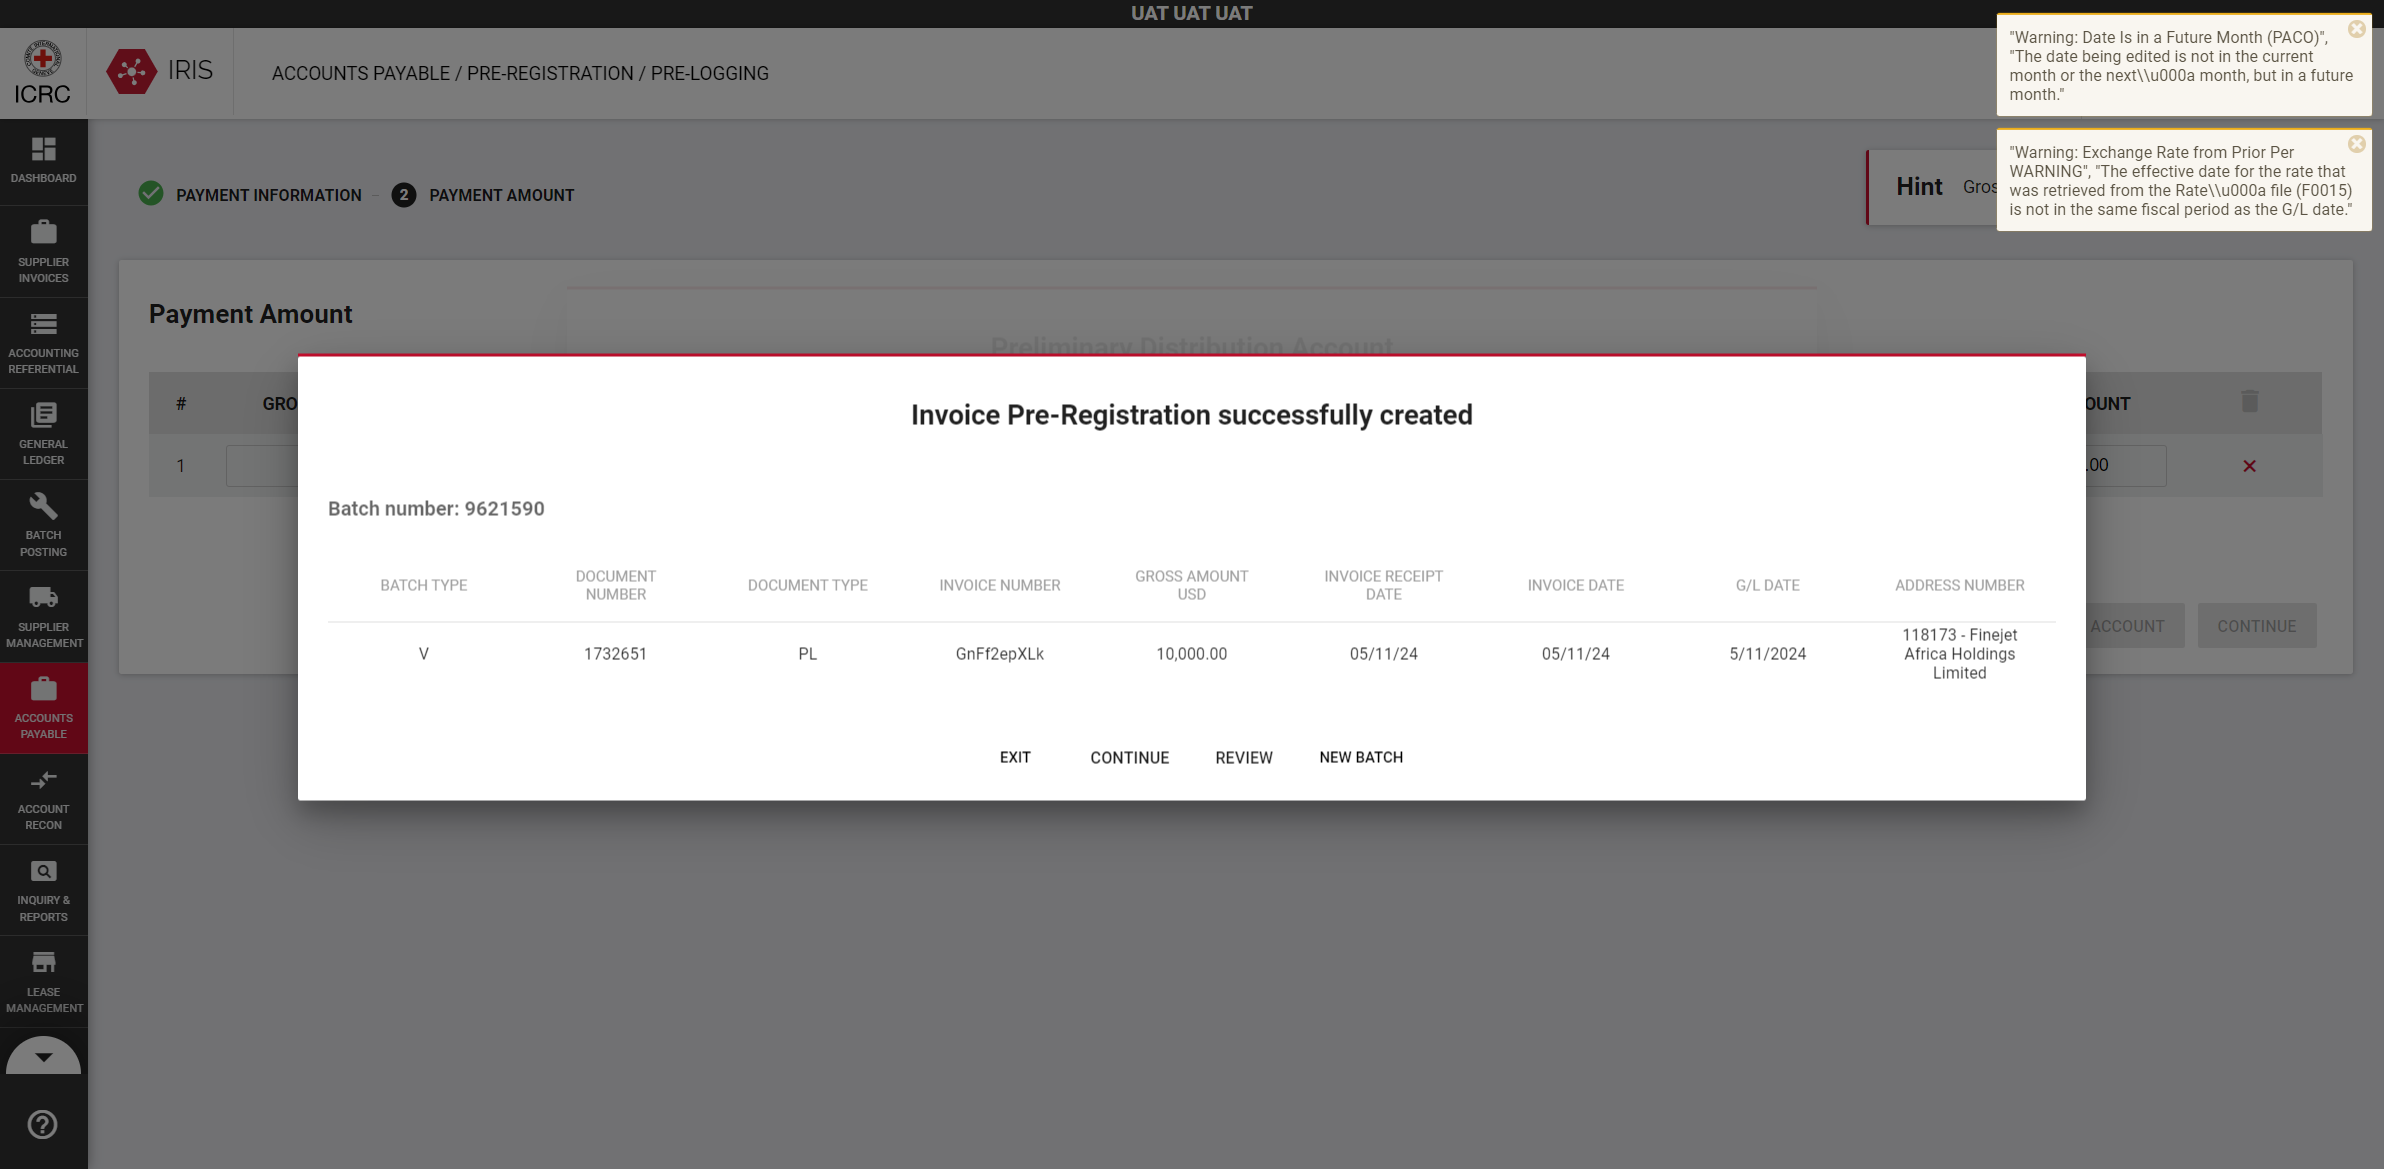 UAT UAT UAT
ICRC
IRIS
ACCOUNTS PAYABLE / PRE-REGISTRATION / PRE-LOGGING
"Warning: Date Is in a Future Month (PACO)",
"The date being edited is not in the current
month or the next\\u000a month, but in a future
month."
"Warning: Exchange Rate from Prior Per
WARNING", "The effective date for the rate that
was retrieved from the Rate\\u000a file (F0015)
is not in the same fiscal period as the G/L date."
DASHBOARD
SUPPLIER
INVOICES
ACCOUNTING
REFERENTIAL
GENERAL
LEDGER
BATCH
POSTING
SUPPLIER
MANAGEMENT
ACCOUNTS
PAYABLE
ACCOUNT
RECON
INQUIRY &
REPORTS
LEASE
MANAGEMENT
PAYMENT INFORMATION
2 PAYMENT AMOUNT
Hint Gros
Payment Amount
Preliminary Distribution Account
# GRO
OUNT
1
.00
ACCOUNT CONTINUE
Invoice Pre-Registration successfully created
Batch number: 9621590
BATCH TYPE DOCUMENT NUMBER DOCUMENT TYPE INVOICE NUMBER GROSS AMOUNT USD INVOICE RECEIPT DATE INVOICE DATE G/L DATE ADDRESS NUMBER
V 1732651 PL GnFf2epXLk 10,000.00 05/11/24 05/11/24 5/11/2024 118173 - Finejet Africa Holdings Limited
EXIT CONTINUE REVIEW NEW BATCH